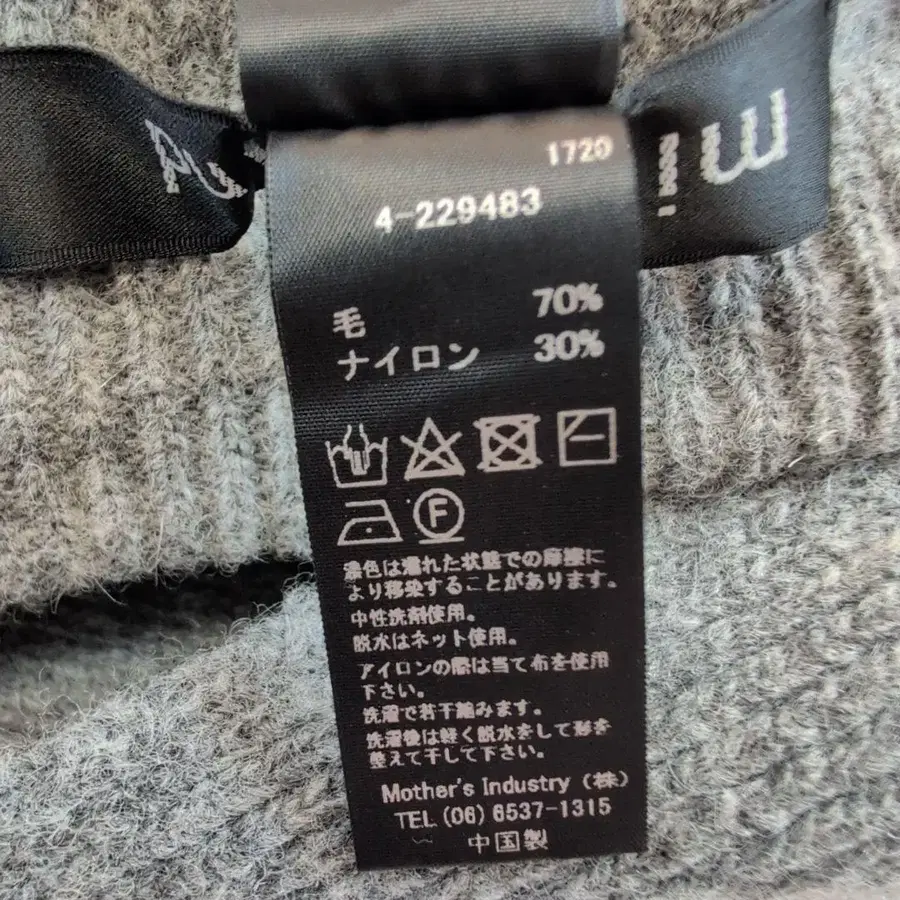 1720
4-229483
毛 70%
ナイロン 30%
F
濃色は濡れた状態での摩擦に
より移染することがあります。
中性洗剤使用。
脱水はネット使用。
アイロンの際は当て布を使用
下さい。
洗濯で若干縮みます。
洗濯後は軽く脱水をして形を
整えて干して下さい。
Mother's Industry (株)
TEL (06) 6537-1315
中国製